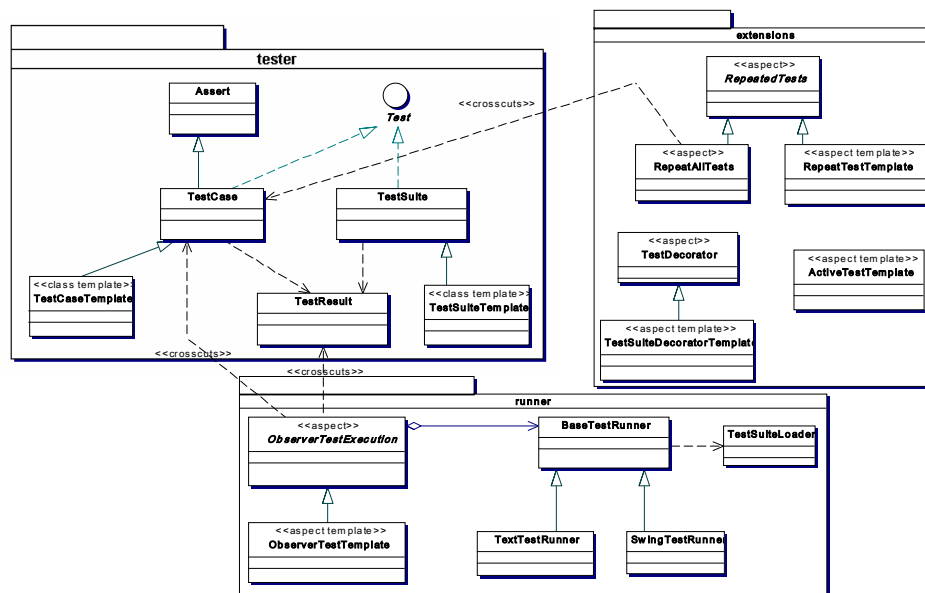 tester
Assert
Test
TestCase
TestSuite
<<class template>>
TestCaseTemplate
TestResult
<<class template>>
TestSuiteTemplate
<<crosscuts>>
extensions
<<aspect>>
RepeatedTests
<<aspect>>
RepeatAllTests
<<aspect template>>
RepeatTestTemplate
<<aspect>>
TestDecorator
<<aspect template>>
ActiveTestTemplate
<<aspect template>>
TestSuiteDecoratorTemplate
<<crosscuts>>
<<crosscuts>>
runner
<<aspect>>
ObserverTestExecution
BaseTestRunner
TestSuiteLoader
<<aspect template>>
ObserverTestTemplate
TextTestRunner
SwingTestRunner